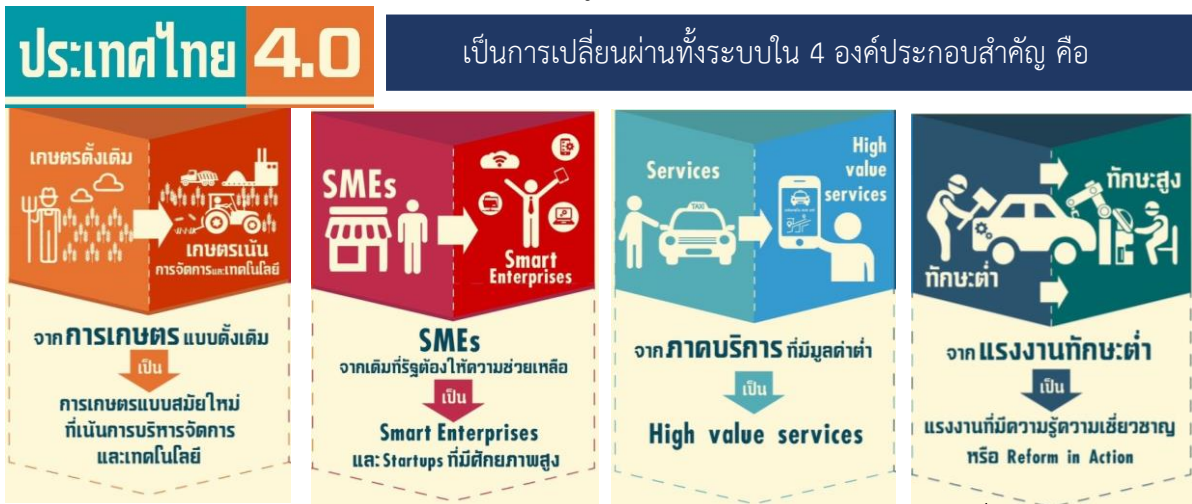 ประเทศไทย 4.0
เป็นการเปลี่ยนผ่านทั้งระบบใน 4 องค์ประกอบสำคัญ คือ
เกษตรดั้งเดิม
เกษตรเน้น
การจัดการและเทคโนโลยี
จาก การเกษตร แบบดั้งเดิม
เป็น
การเกษตรแบบสมัยใหม่
ที่เน้นการบริหารจัดการ
และเทคโนโลยี
SMEs
Smart
Enterprises
SMEs
จากเดิมที่รัฐต้องให้ความช่วยเหลือ
เป็น
Smart Enterprises
และ Startups ที่มีศักยภาพสูง
Services
High
value
services
TAXI
จาก ภาคบริการ ที่มีมูลค่าต่ำ
เป็น
High value services
ทักษะต่ำ
ทักษะสูง
จาก แรงงานทักษะต่ำ
เป็น
แรงงานที่มีความรู้ความเชี่ยวชาญ
หรือ Reform in Action